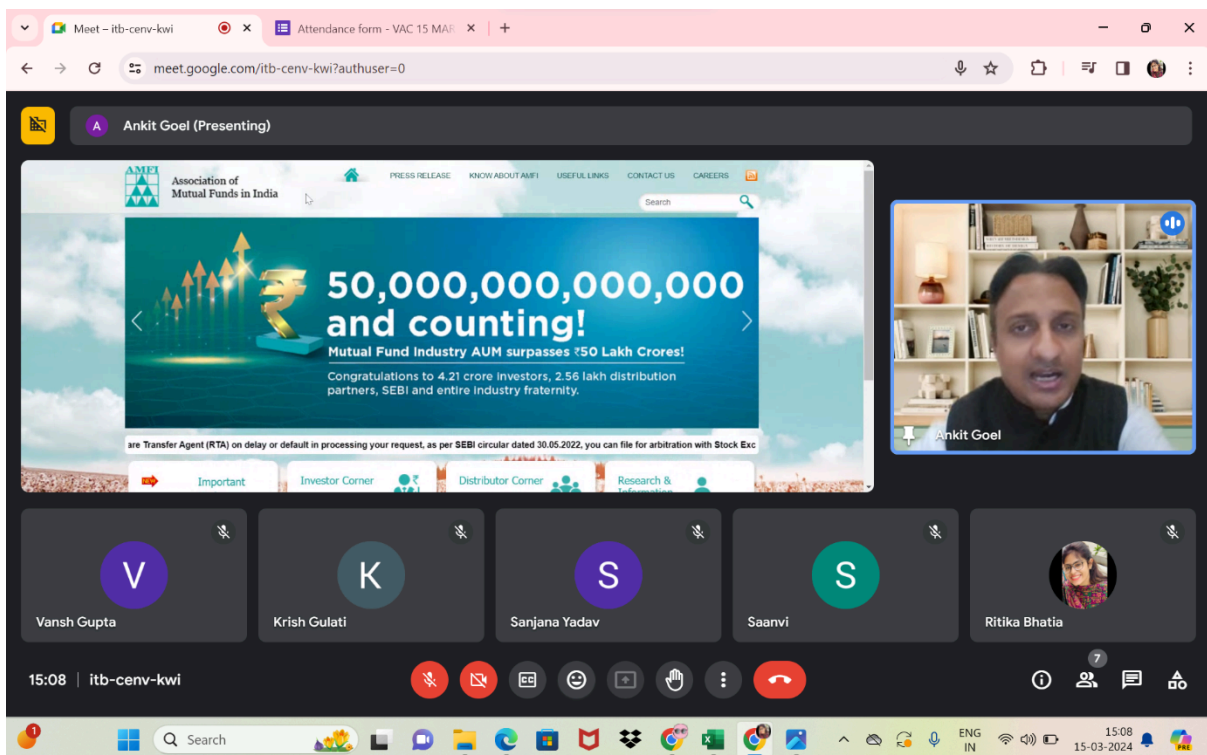 Meet – itb-cenv-kwi
Attendance form - VAC 15 MAR
meet.google.com/itb-cenv-kwi?authuser=0
A Ankit Goel (Presenting)
AMFI
Association of
Mutual Funds in India
PRESS RELEASE KNOW ABOUT AMFI USEFUL LINKS CONTACT US CAREERS
Search
50,000,000,000,000
and counting!
Mutual Fund Industry AUM surpasses ₹50 Lakh Crores!
Congratulations to 4.21 crore investors, 2.56 lakh distribution
partners, SEBI and entire industry fraternity.
are Transfer Agent (RTA) on delay or default in processing your request, as per SEBI circular dated 30.05.2022, you can file for arbitration with Stock Exc
Important Investor Corner Distributor Corner Research &
Information
Ankit Goel
V K S S
Vansh Gupta Krish Gulati Sanjana Yadav Saanvi Ritika Bhatia
7
15:08 | itb-cenv-kwi
CC
1
Search
ENG
IN
15:08
15-03-2024
PRE